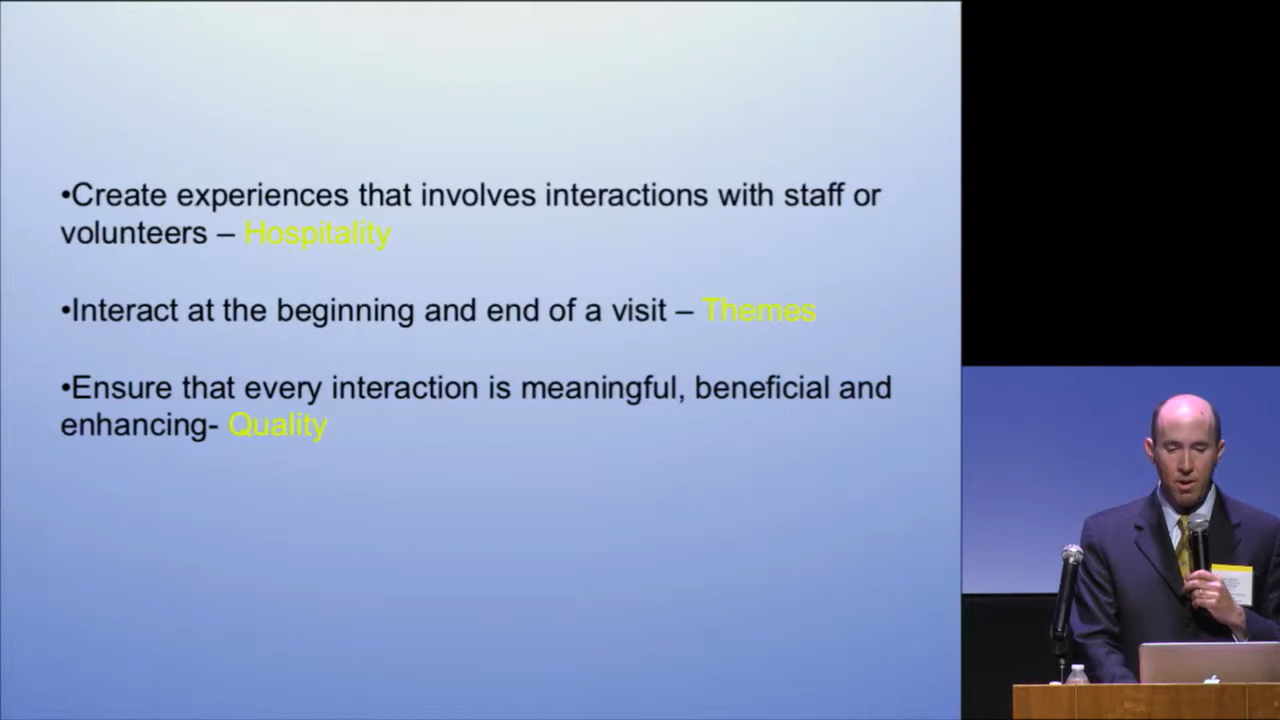 •Create experiences that involves interactions with staff or
volunteers – Hospitality
•Interact at the beginning and end of a visit – Themes
•Ensure that every interaction is meaningful, beneficial and
enhancing- Quality